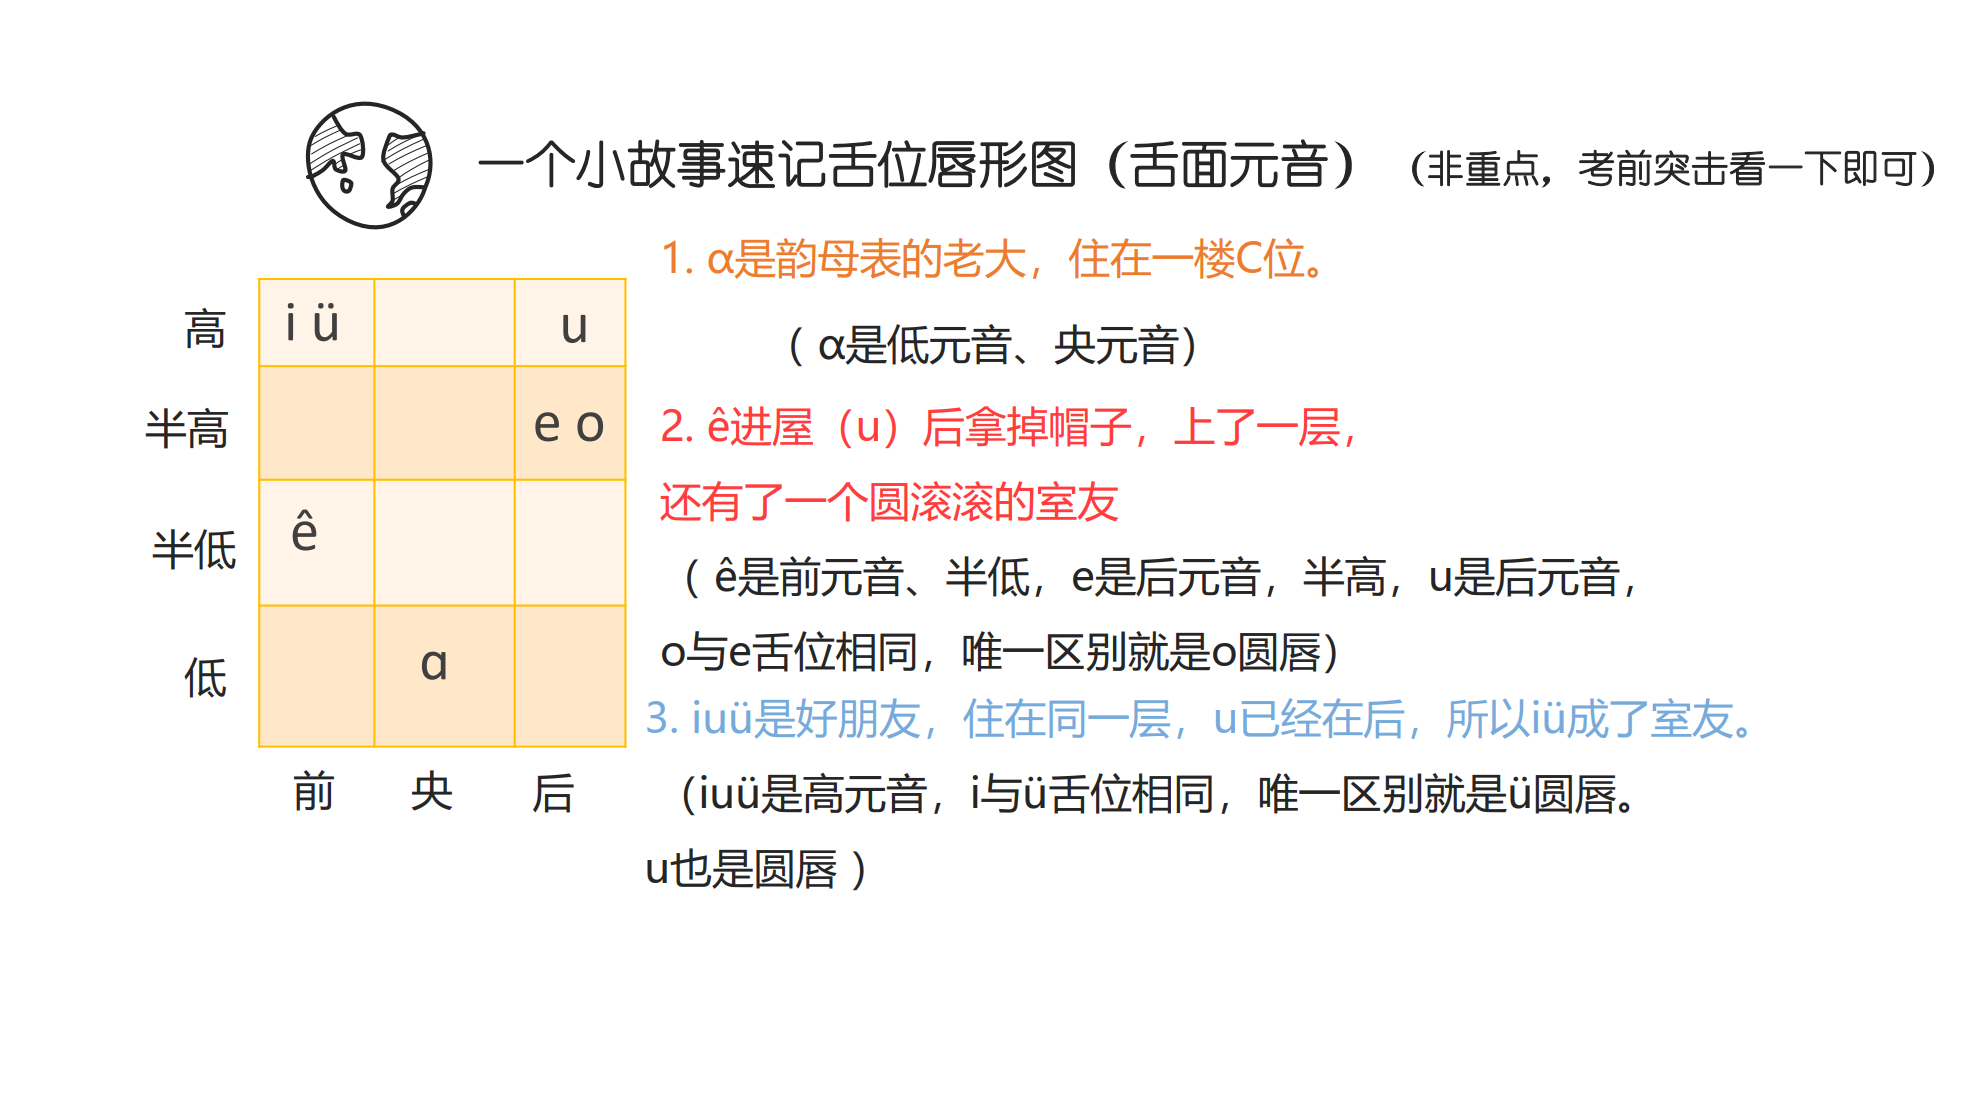 一个小故事速记舌位唇形图（舌面元音）（非重点，考前突击看一下即可）
1. ɑ是韵母表的老大，住在一楼C位。
（ ɑ是低元音、央元音）
2. ê进屋（u）后拿掉帽子，上了一层，
还有了一个圆滚滚的室友
（ ê是前元音、半低，e是后元音，半高，u是后元音，
o与e舌位相同，唯一区别就是o圆唇）
3. iuü是好朋友，住在同一层，u已经在后，所以iü成了室友。
（iuü是高元音，i与ü舌位相同，唯一区别就是ü圆唇。
u也是圆唇 ）
高 i ü u
半高 e o
半低 ê
低 ɑ
前 央 后